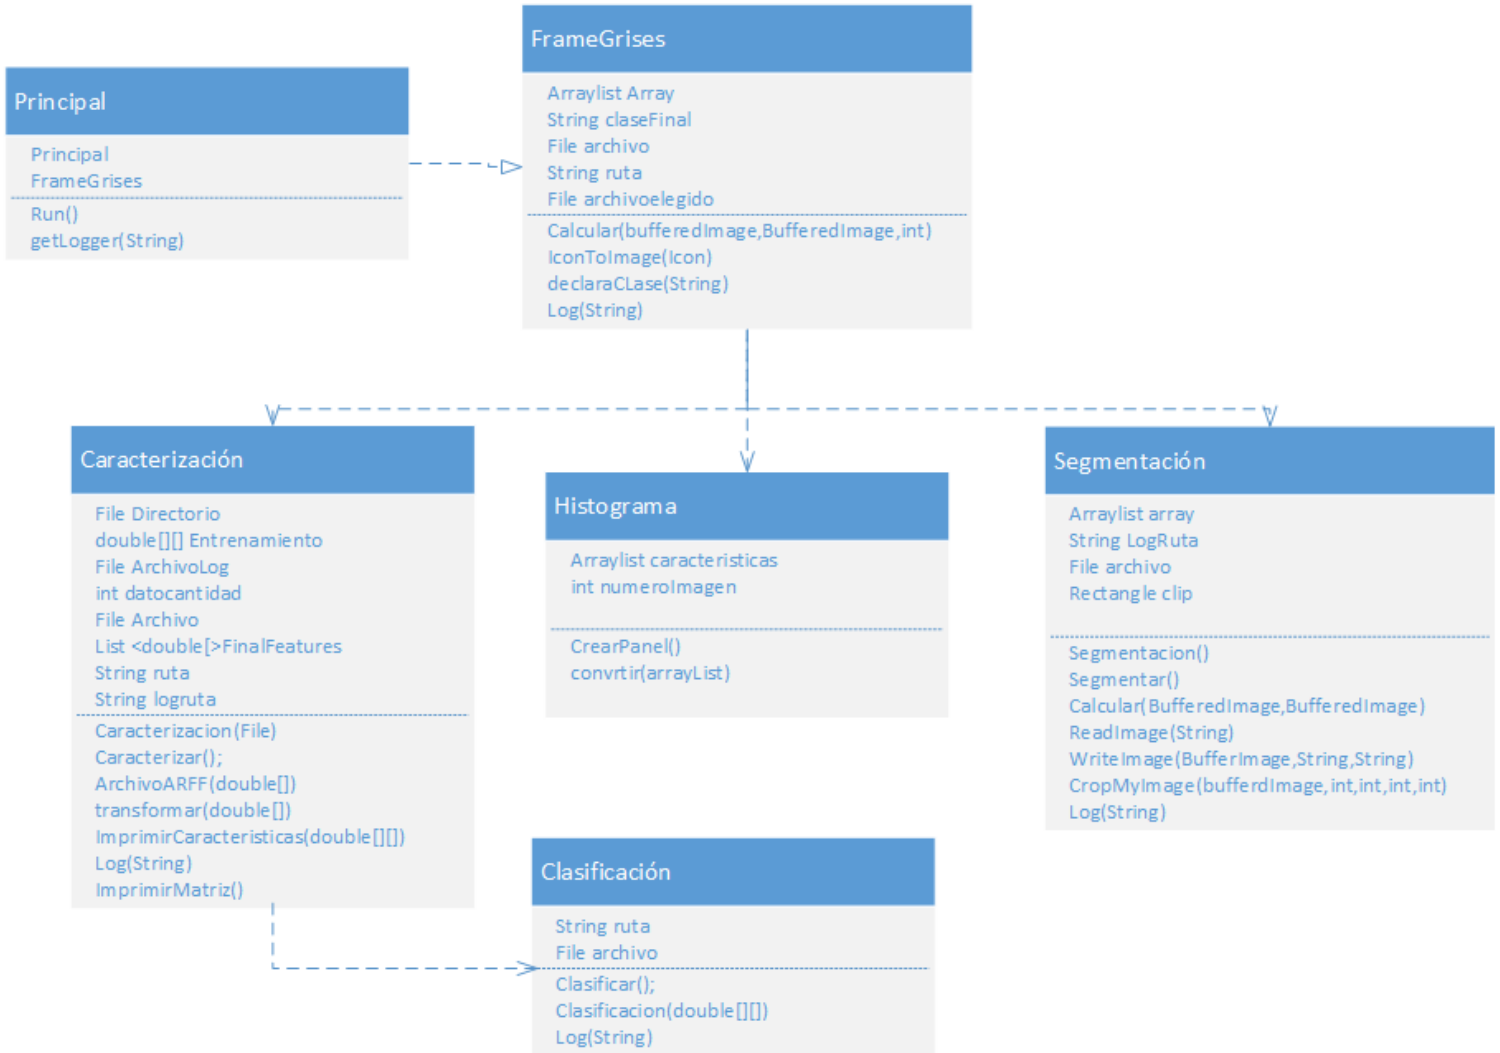 FrameGrises
Arraylist Array
String claseFinal
File archivo
String ruta
File archivoelegido
Calcular(bufferedImage,BufferedImage,int)
IconToImage(Icon)
declaraCLase(String)
Log(String)
Principal
Principal
FrameGrises
Run()
getLogger(String)
Caracterización
File Directorio
double[][] Entrenamiento
File ArchivoLog
int datocantidad
File Archivo
List <double[>FinalFeatures
String ruta
String logruta
Caracterizacion(File)
Caracterizar();
ArchivoARFF(double[])
transformar(double[])
ImprimirCaracteristicas(double[][])
Log(String)
ImprimirMatriz()
Histograma
Arraylist caracteristicas
int numeroImagen
CrearPanel()
convrtir(arrayList)
Segmentación
Arraylist array
String LogRuta
File archivo
Rectangle clip
Segmentacion()
Segmentar()
Calcular(BufferedImage,BufferedImage)
ReadImage(String)
WriteImage(BufferImage,String,String)
CropMyImage(bufferdImage,int,int,int,int)
Log(String)
Clasificación
String ruta
File archivo
Clasificar();
Clasificacion(double[][])
Log(String)